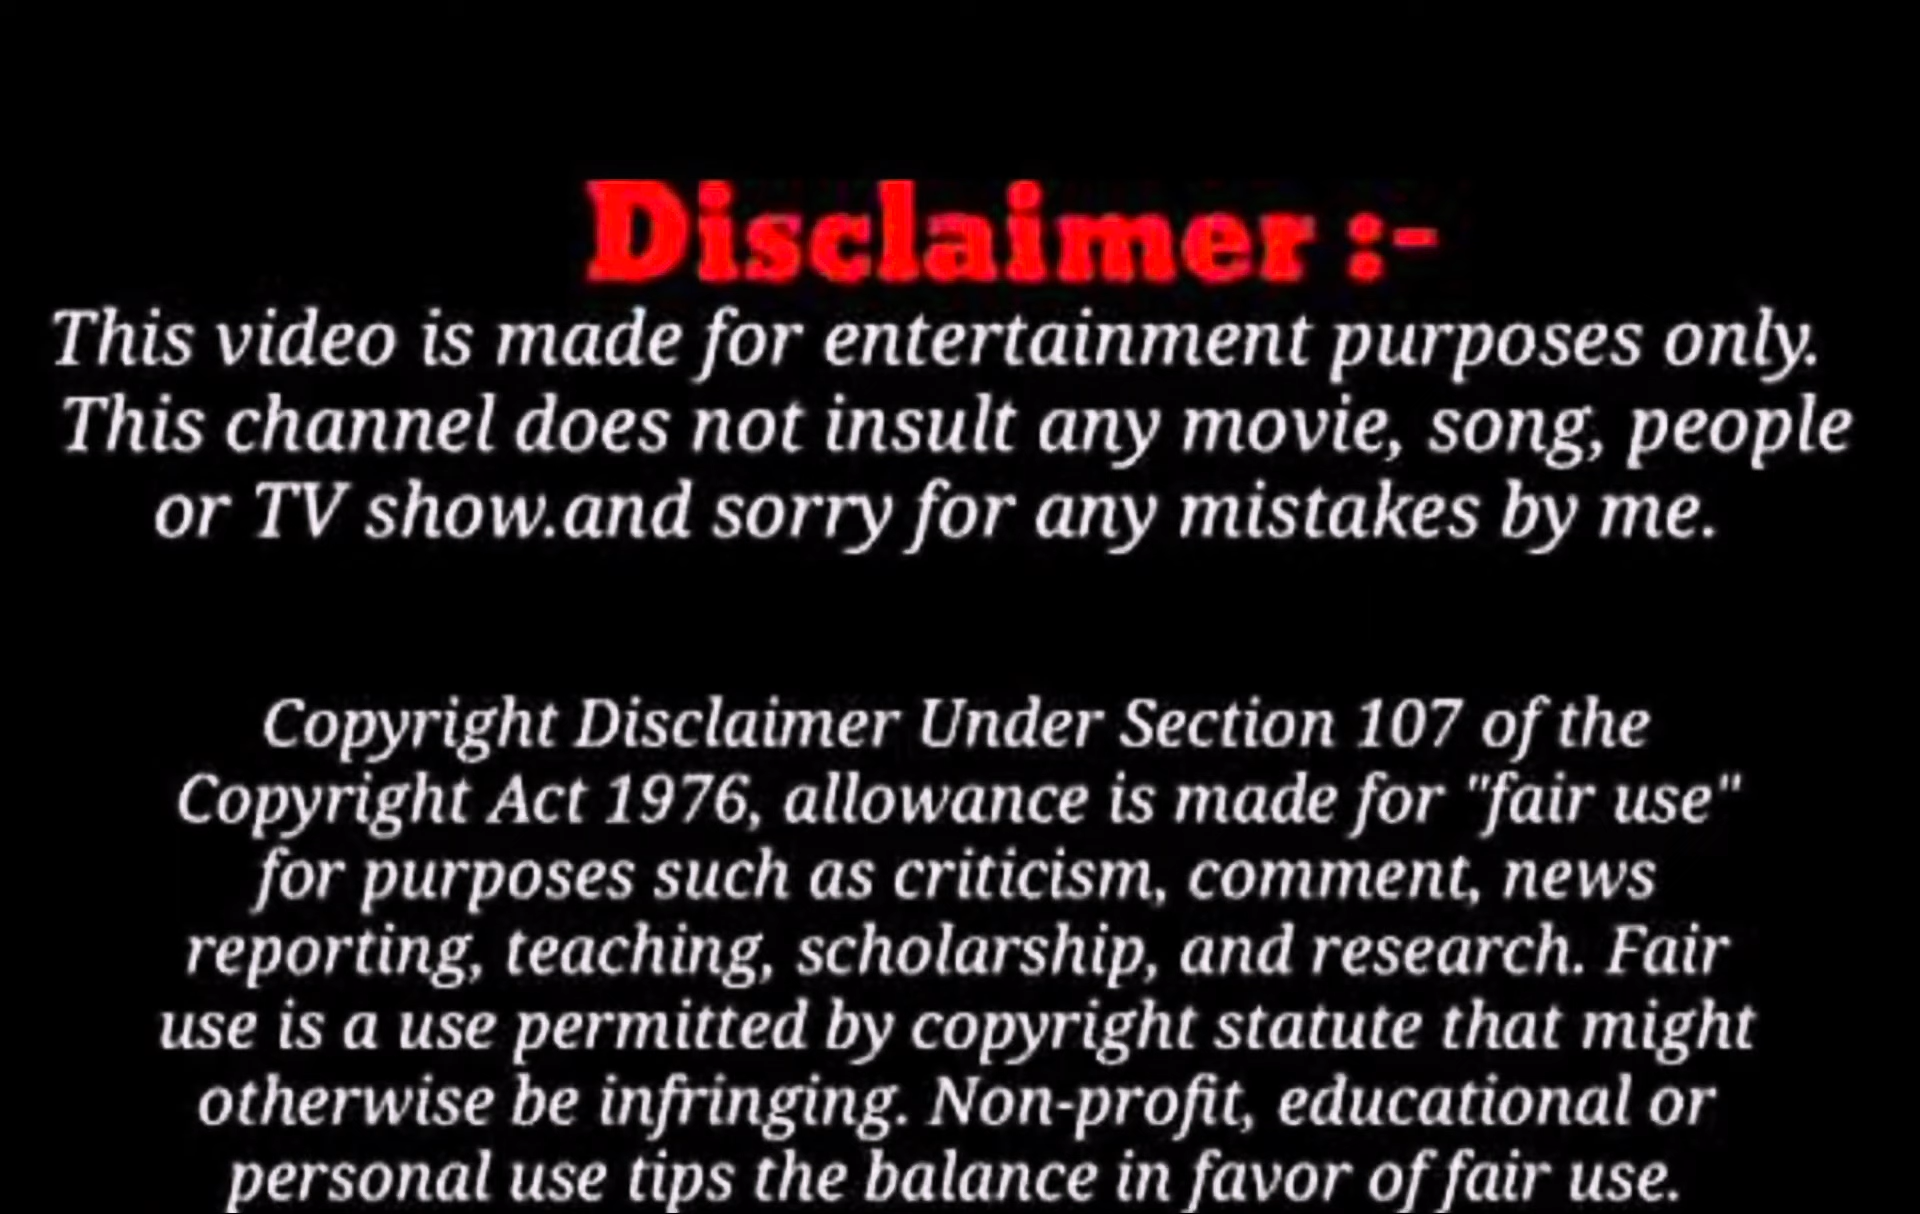 Disclaimer :-
This video is made for entertainment purposes only.
This channel does not insult any movie, song, people
or TV show.and sorry for any mistakes by me.
Copyright Disclaimer Under Section 107 of the
Copyright Act 1976, allowance is made for "fair use"
for purposes such as criticism, comment, news
reporting, teaching, scholarship, and research. Fair
use is a use permitted by copyright statute that might
otherwise be infringing. Non-profit, educational or
personal use tips the balance in favor of fair use.